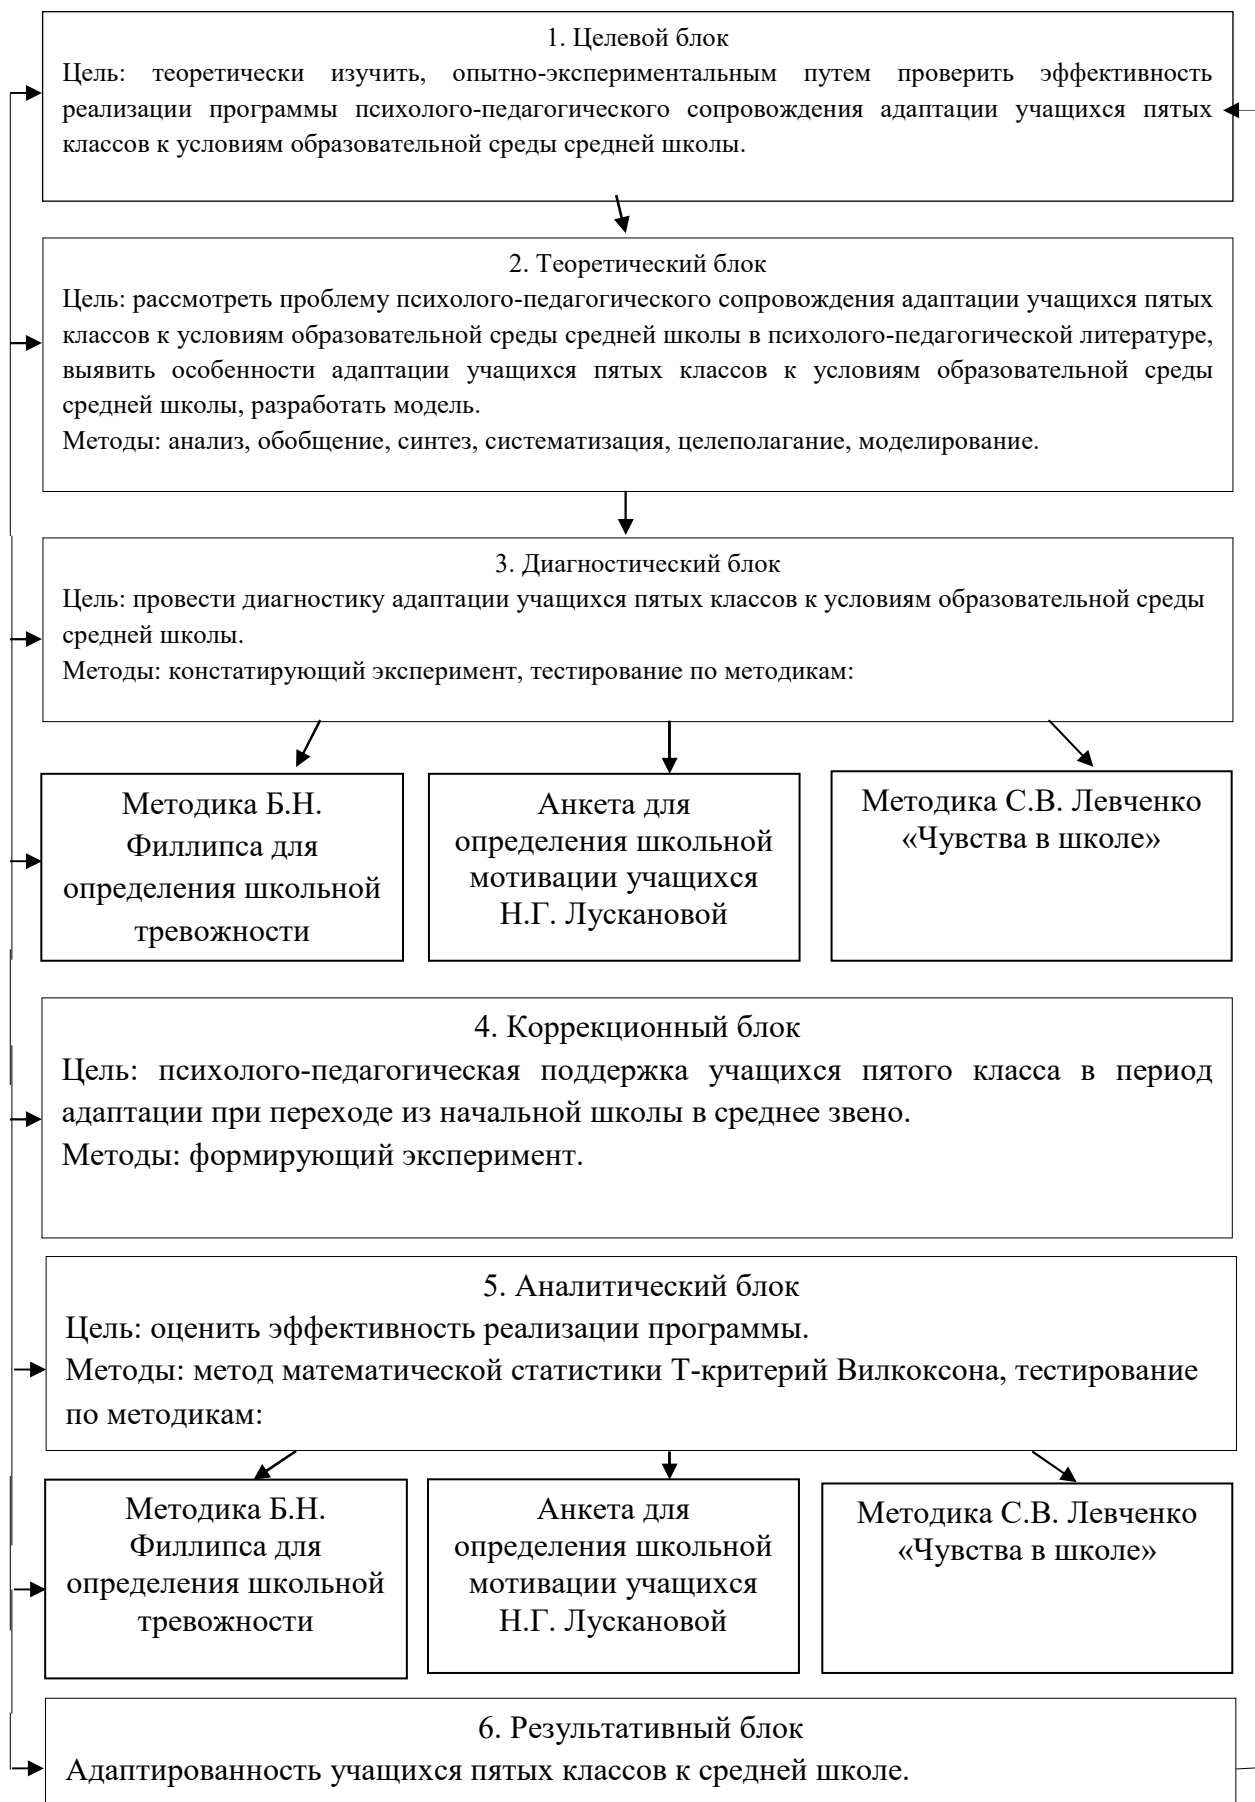 1. Целевой блок
Цель: теоретически изучить, опытно-экспериментальным путем проверить эффективность
реализации программы психолого-педагогического сопровождения адаптации учащихся пятых
классов к условиям образовательной среды средней школы.
2. Теоретический блок
Цель: рассмотреть проблему психолого-педагогического сопровождения адаптации учащихся пятых
классов к условиям образовательной среды средней школы в психолого-педагогической литературе,
выявить особенности адаптации учащихся пятых классов к условиям образовательной среды
средней школы, разработать модель.
Методы: анализ, обобщение, синтез, систематизация, целеполагание, моделирование.
3. Диагностический блок
Цель: провести диагностику адаптации учащихся пятых классов к условиям образовательной среды
средней школы.
Методы: констатирующий эксперимент, тестирование по методикам:
Методика Б.Н.
Филлипса для
определения школьной
тревожности
Анкета для
определения школьной
мотивации учащихся
Н.Г. Лускановой
Методика С.В. Левченко
«Чувства в школе»
4. Коррекционный блок
Цель: психолого-педагогическая поддержка учащихся пятого класса в период
адаптации при переходе из начальной школы в среднее звено.
Методы: формирующий эксперимент.
5. Аналитический блок
Цель: оценить эффективность реализации программы.
Методы: метод математической статистики Т-критерий Вилкоксона, тестирование
по методикам:
Методика Б.Н.
Филлипса для
определения школьной
тревожности
Анкета для
определения школьной
мотивации учащихся
Н.Г. Лускановой
Методика С.В. Левченко
«Чувства в школе»
6. Результативный блок
Адаптированность учащихся пятых классов к средней школе.